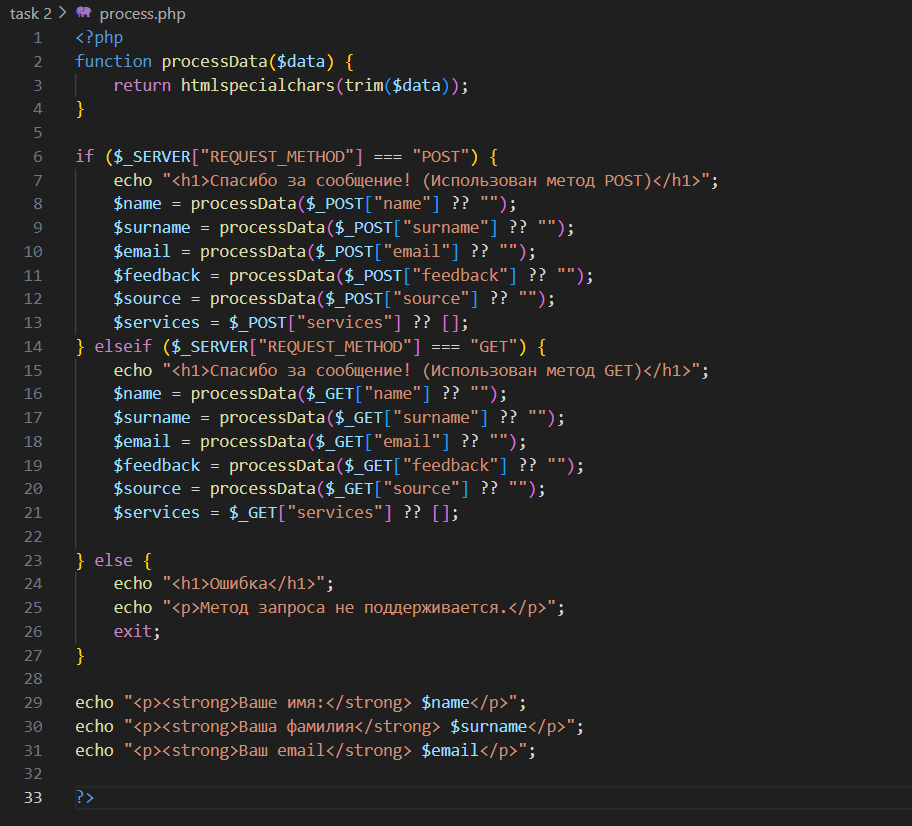 task 2 > process.php
1 <?php
2 function processData($data) {
3     return htmlspecialchars(trim($data));
4 }
5
6 if ($_SERVER["REQUEST_METHOD"] === "POST") {
7     echo "<h1>Спасибо за сообщение! (Использован метод POST)</h1>";
8     $name = processData($_POST["name"] ?? "");
9     $surname = processData($_POST["surname"] ?? "");
10     $email = processData($_POST["email"] ?? "");
11     $feedback = processData($_POST["feedback"] ?? "");
12     $source = processData($_POST["source"] ?? "");
13     $services = $_POST["services"] ?? [];
14 } elseif ($_SERVER["REQUEST_METHOD"] === "GET") {
15     echo "<h1>Спасибо за сообщение! (Использован метод GET)</h1>";
16     $name = processData($_GET["name"] ?? "");
17     $surname = processData($_GET["surname"] ?? "");
18     $email = processData($_GET["email"] ?? "");
19     $feedback = processData($_GET["feedback"] ?? "");
20     $source = processData($_GET["source"] ?? "");
21     $services = $_GET["services"] ?? [];
22
23 } else {
24     echo "<h1>Ошибка</h1>";
25     echo "<p>Метод запроса не поддерживается.</p>";
26     exit;
27 }
28
29 echo "<p><strong>Ваше имя:</strong> $name</p>";
30 echo "<p><strong>Ваша фамилия</strong> $surname</p>";
31 echo "<p><strong>Ваш email</strong> $email</p>";
32
33 ?>